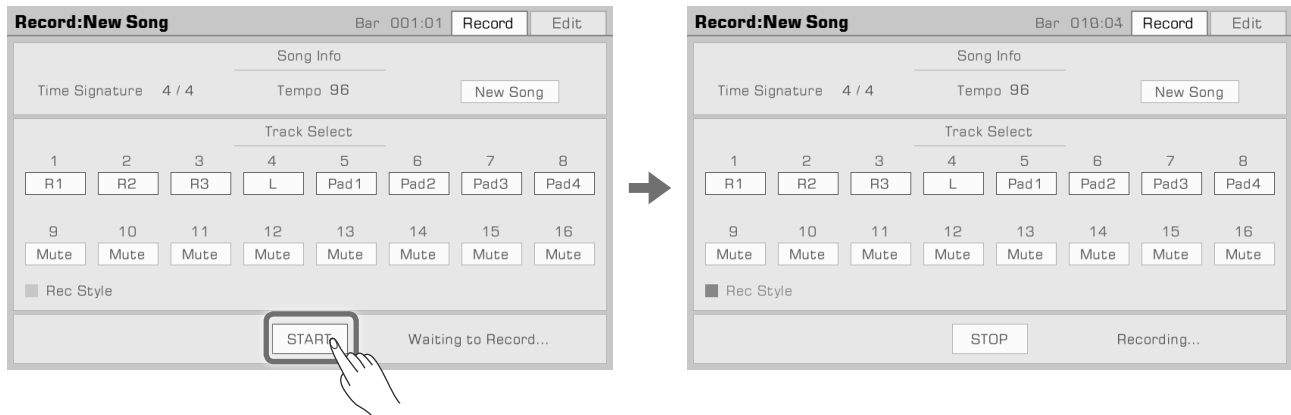 Record:New Song Bar 001:01 Record Edit
Song Info
Time Signature 4 / 4 Tempo 96 New Song
Track Select
1 2 3 4 5 6 7 8
R1 R2 R3 L Pad1 Pad2 Pad3 Pad4
9 10 11 12 13 14 15 16
Mute Mute Mute Mute Mute Mute Mute Mute
Rec Style
START Waiting to Record...
Record:New Song Bar 018:04 Record Edit
Song Info
Time Signature 4 / 4 Tempo 96 New Song
Track Select
1 2 3 4 5 6 7 8
R1 R2 R3 L Pad1 Pad2 Pad3 Pad4
9 10 11 12 13 14 15 16
Mute Mute Mute Mute Mute Mute Mute Mute
Rec Style
STOP Recording...